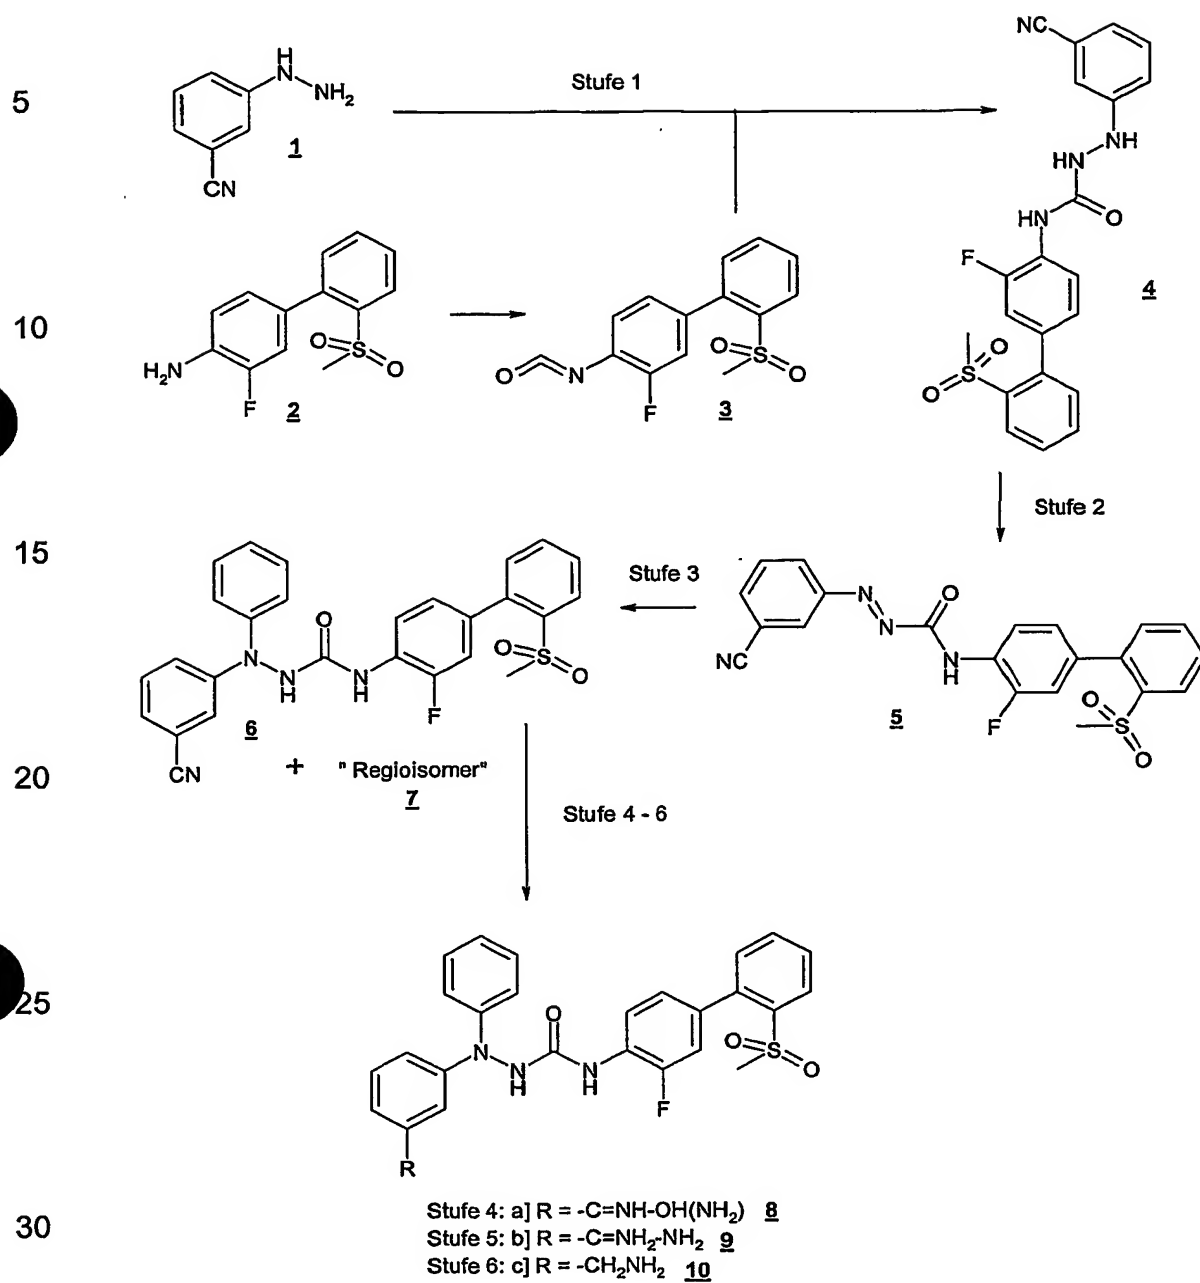 5
10
15
20
25
30
Stufe 1
H
N
NH₂
CN
1
H₂N
F
O
S
O
2
O
N
F
O
S
O
3
NC
NH
HN
HN
O
F
O
S
O
4
Stufe 2
NC
N
N
O
N
H
F
O
S
O
5
Stufe 3
N
N
H
O
N
H
F
O
S
O
CN
6
+ " Regioisomer"
7
Stufe 4 - 6
N
N
H
O
N
H
F
O
S
O
R
Stufe 4: a] R = -C=NH-OH(NH₂) 8
Stufe 5: b] R = -C=NH₂-NH₂ 9
Stufe 6: c] R = -CH₂NH₂ 10